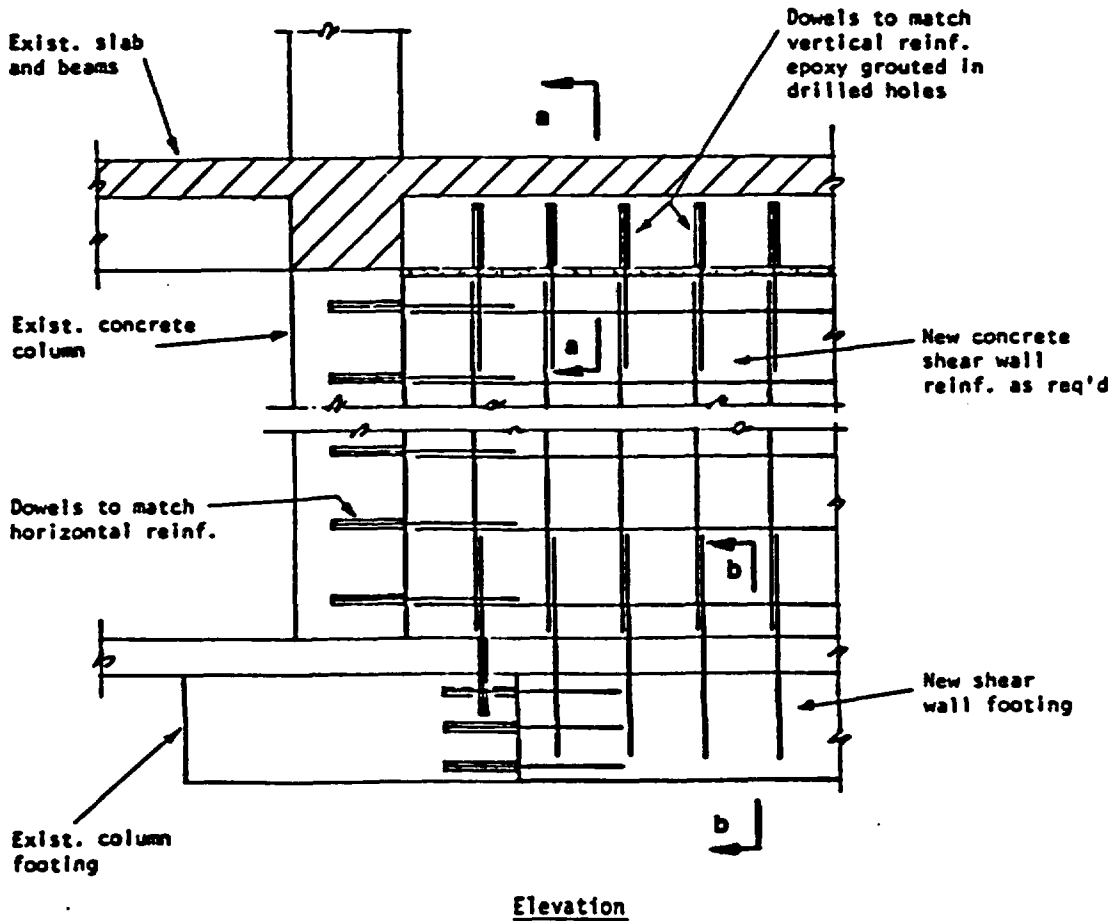 Exist. slab
and beams
Dowels to match
vertical reinf.
epoxy grouted in
drilled holes
a
Exist. concrete
column
a
New concrete
shear wall
reinf. as req'd
Dowels to match
horizontal reinf.
b
New shear
wall footing
b
Exist. column
footing
Elevation